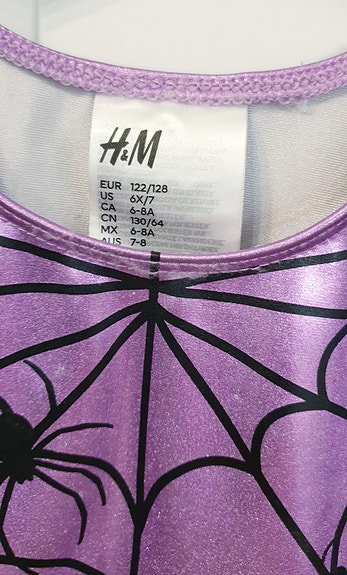 H&M
EUR 122/128
US 6X/7
CA 6-8A
CN 130/64
MX 6-8A
AUS 7-8